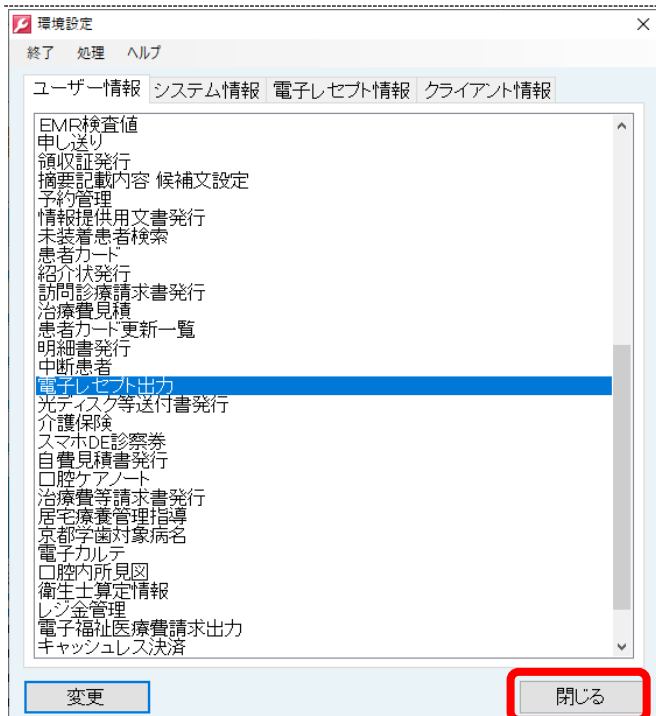 環境設定
終了 処理 ヘルプ
ユーザー情報 システム情報 電子レセプト情報 クライアント情報
EMR検査値
申し送り
領収証発行
摘要記載内容 候補文設定
予約管理
情報提供用文書発行
未装着患者検索
患者カード
紹介状発行
訪問診療請求書発行
治療費見積
患者カード更新一覧
明細書発行
中断患者
電子レセプト出力
光ディスク等送付書発行
介護保険
スマホDE診察券
自費見積書発行
口腔ケアノート
治療費等請求書発行
居宅療養管理指導
京都学歯対象病名
電子カルテ
口腔内所見図
衛生士算定情報
レジ金管理
電子福祉医療費請求出力
キャッシュレス決済
変更 閉じる